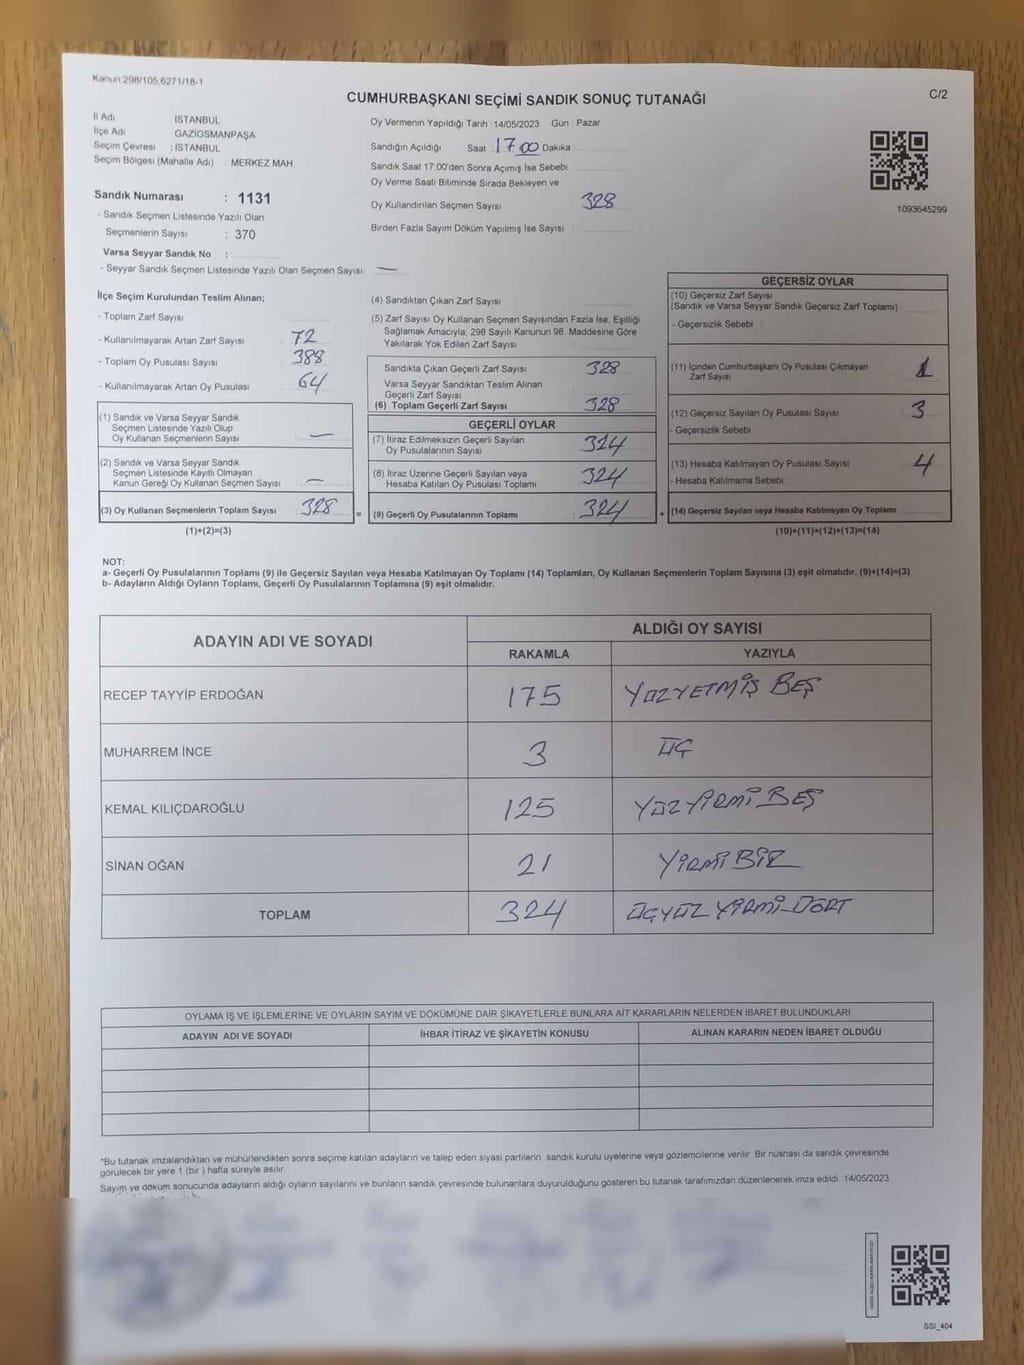 Kanun:298/105,6271/18-1
CUMHURBAŞKANI SEÇİMİ SANDIK SONUÇ TUTANAĞI
C/2
İl Adı İSTANBUL
İlçe Adı GAZİOSMANPAŞA
Seçim Çevresi : İSTANBUL
Seçim Bölgesi (Mahalle Adı) : MERKEZ MAH
Sandık Numarası : 1131
- Sandık Seçmen Listesinde Yazılı Olan
Seçmenlerin Sayısı : 370
Varsa Seyyar Sandık No :
- Seyyar Sandık Seçmen Listesinde Yazılı Olan Seçmen Sayısı : —
Oy Vermenin Yapıldığı Tarih : 14/05/2023 Gün : Pazar
Sandığın Açıldığı Saat : 17 00 Dakika
Sandık Saat 17:00'den Sonra Açımış İse Sebebi :
Oy Verme Saati Bitiminde Sırada Bekleyen ve
Oy Kullandırılan Seçmen Sayısı : 328
Birden Fazla Sayım Döküm Yapılmış İse Sayısı :
1093645299
İlçe Seçim Kurulundan Teslim Alınan;
- Toplam Zarf Sayısı :
- Kullanılmayarak Artan Zarf Sayısı : 72
- Toplam Oy Pusulası Sayısı : 388
- Kullanılmayarak Artan Oy Pusulası : 64
(1) Sandık ve Varsa Seyyar Sandık
Seçmen Listesinde Yazılı Olup
Oy Kullanan Seçmenlerin Sayısı : —
(2) Sandık ve Varsa Seyyar Sandık
Seçmen Listesinde Kayıtlı Olmayan
Kanun Gereği Oy Kullanan Seçmen Sayısı : —
(3) Oy Kullanan Seçmenlerin Toplam Sayısı : 328
(1)+(2)=(3)
=
(4) Sandıktan Çıkan Zarf Sayısı :
(5) Zarf Sayısı Oy Kullanan Seçmen Sayısından Fazla İse, Eşitliği
Sağlamak Amacıyla, 298 Sayılı Kanunun 98. Maddesine Göre
Yakılarak Yok Edilen Zarf Sayısı :
Sandıkta Çıkan Geçerli Zarf Sayısı : 328
Varsa Seyyar Sandıktan Teslim Alınan
Geçerli Zarf Sayısı :
(6) Toplam Geçerli Zarf Sayısı : 328
GEÇERLİ OYLAR
(7) İtiraz Edilmeksizin Geçerli Sayılan
Oy Pusulalarının Sayısı : 324
(8) İtiraz Üzerine Geçerli Sayılan veya
Hesaba Katılan Oy Pusulası Toplamı : 324
(9) Geçerli Oy Pusulalarının Toplamı : 324
+
GEÇERSİZ OYLAR
(10) Geçersiz Zarf Sayısı
(Sandık ve Varsa Seyyar Sandık Geçersiz Zarf Toplamı) :
- Geçersizlik Sebebi :
(11) İçinden Cumhurbaşkanı Oy Pusulası Çıkmayan
Zarf Sayısı : 1
(12) Geçersiz Sayılan Oy Pusulası Sayısı : 3
- Geçersizlik Sebebi
(13) Hesaba Katılmayan Oy Pusulası Sayısı : 4
- Hesaba Katılmama Sebebi :
(14) Geçersiz Sayılan veya Hesaba Katılmayan Oy Toplamı :
(10)+(11)+(12)+(13)=(14)
NOT:
a- Geçerli Oy Pusulalarının Toplamı (9) ile Geçersiz Sayılan veya Hesaba Katılmayan Oy Toplamı (14) Toplamları, Oy Kullanan Seçmenlerin Toplam Sayısına (3) eşit olmalıdır. (9)+(14)=(3)
b- Adayların Aldığı Oyların Toplamı, Geçerli Oy Pusulalarının Toplamına (9) eşit olmalıdır.
ADAYIN ADI VE SOYADI
ALDIĞI OY SAYISI
RAKAMLA YAZIYLA
RECEP TAYYİP ERDOĞAN 175 YÜZYETMİŞ BEŞ
MUHARREM İNCE 3 ÜÇ
KEMAL KILIÇDAROĞLU 125 YÜZ YİRMİ BEŞ
SİNAN OĞAN 21 YİRMİ BİR
TOPLAM 324 ÜÇYÜZ YİRMİ-DÖRT
OYLAMA İŞ VE İŞLEMLERİNE VE OYLARIN SAYIM VE DÖKÜMÜNE DAİR ŞİKAYETLERLE BUNLARA AİT KARARLARIN NELERDEN İBARET BULUNDUKLARI
ADAYIN ADI VE SOYADI İHBAR İTİRAZ VE ŞİKAYETİN KONUSU ALINAN KARARIN NEDEN İBARET OLDUĞU
*Bu tutanak imzalandıktan ve mühürlendikten sonra seçime katılan adayların ve talep eden siyasi partilerin sandık kurulu üyelerine veya gözlemcilerine verilir. Bir nüshası da sandık çevresinde
görülecek bir yere 1 (bir ) hafta süreyle asılır.
Sayım ve döküm sonucunda adayların aldığı oyların sayılarını ve bunların sandık çevresinde bulunanlara duyurulduğunu gösteren bu tutanak tarafımızdan düzenlenerek imza edildi. 14/05/2023
SSI_404